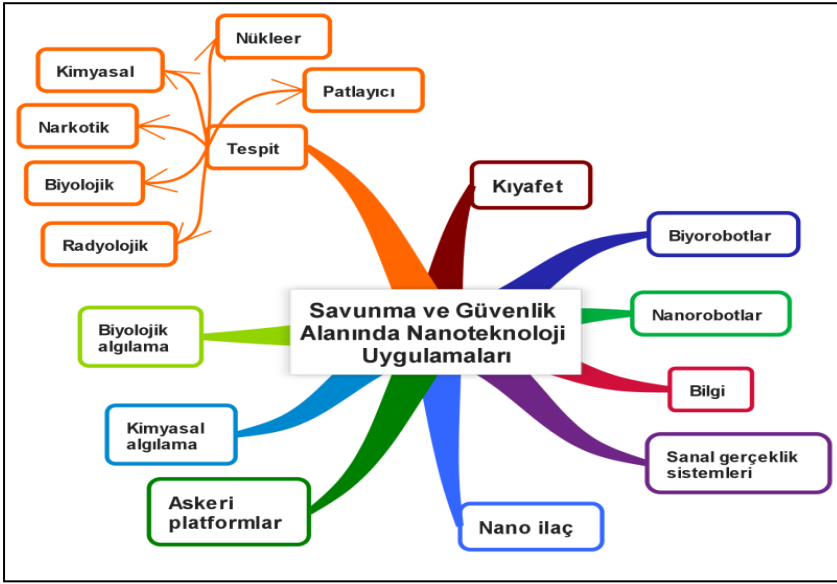 Nükleer
Kimyasal
Patlayıcı
Narkotik
Tespit
Biyolojik
Radyolojik
Kıyafet
Biyorobotlar
Savunma ve Güvenlik
Alanında Nanoteknoloji
Uygulamaları
Nanorobotlar
Biyolojik
algılama
Bilgi
Kimyasal
algılama
Sanal gerçeklik
sistemleri
Askeri
platformlar
Nano ilaç